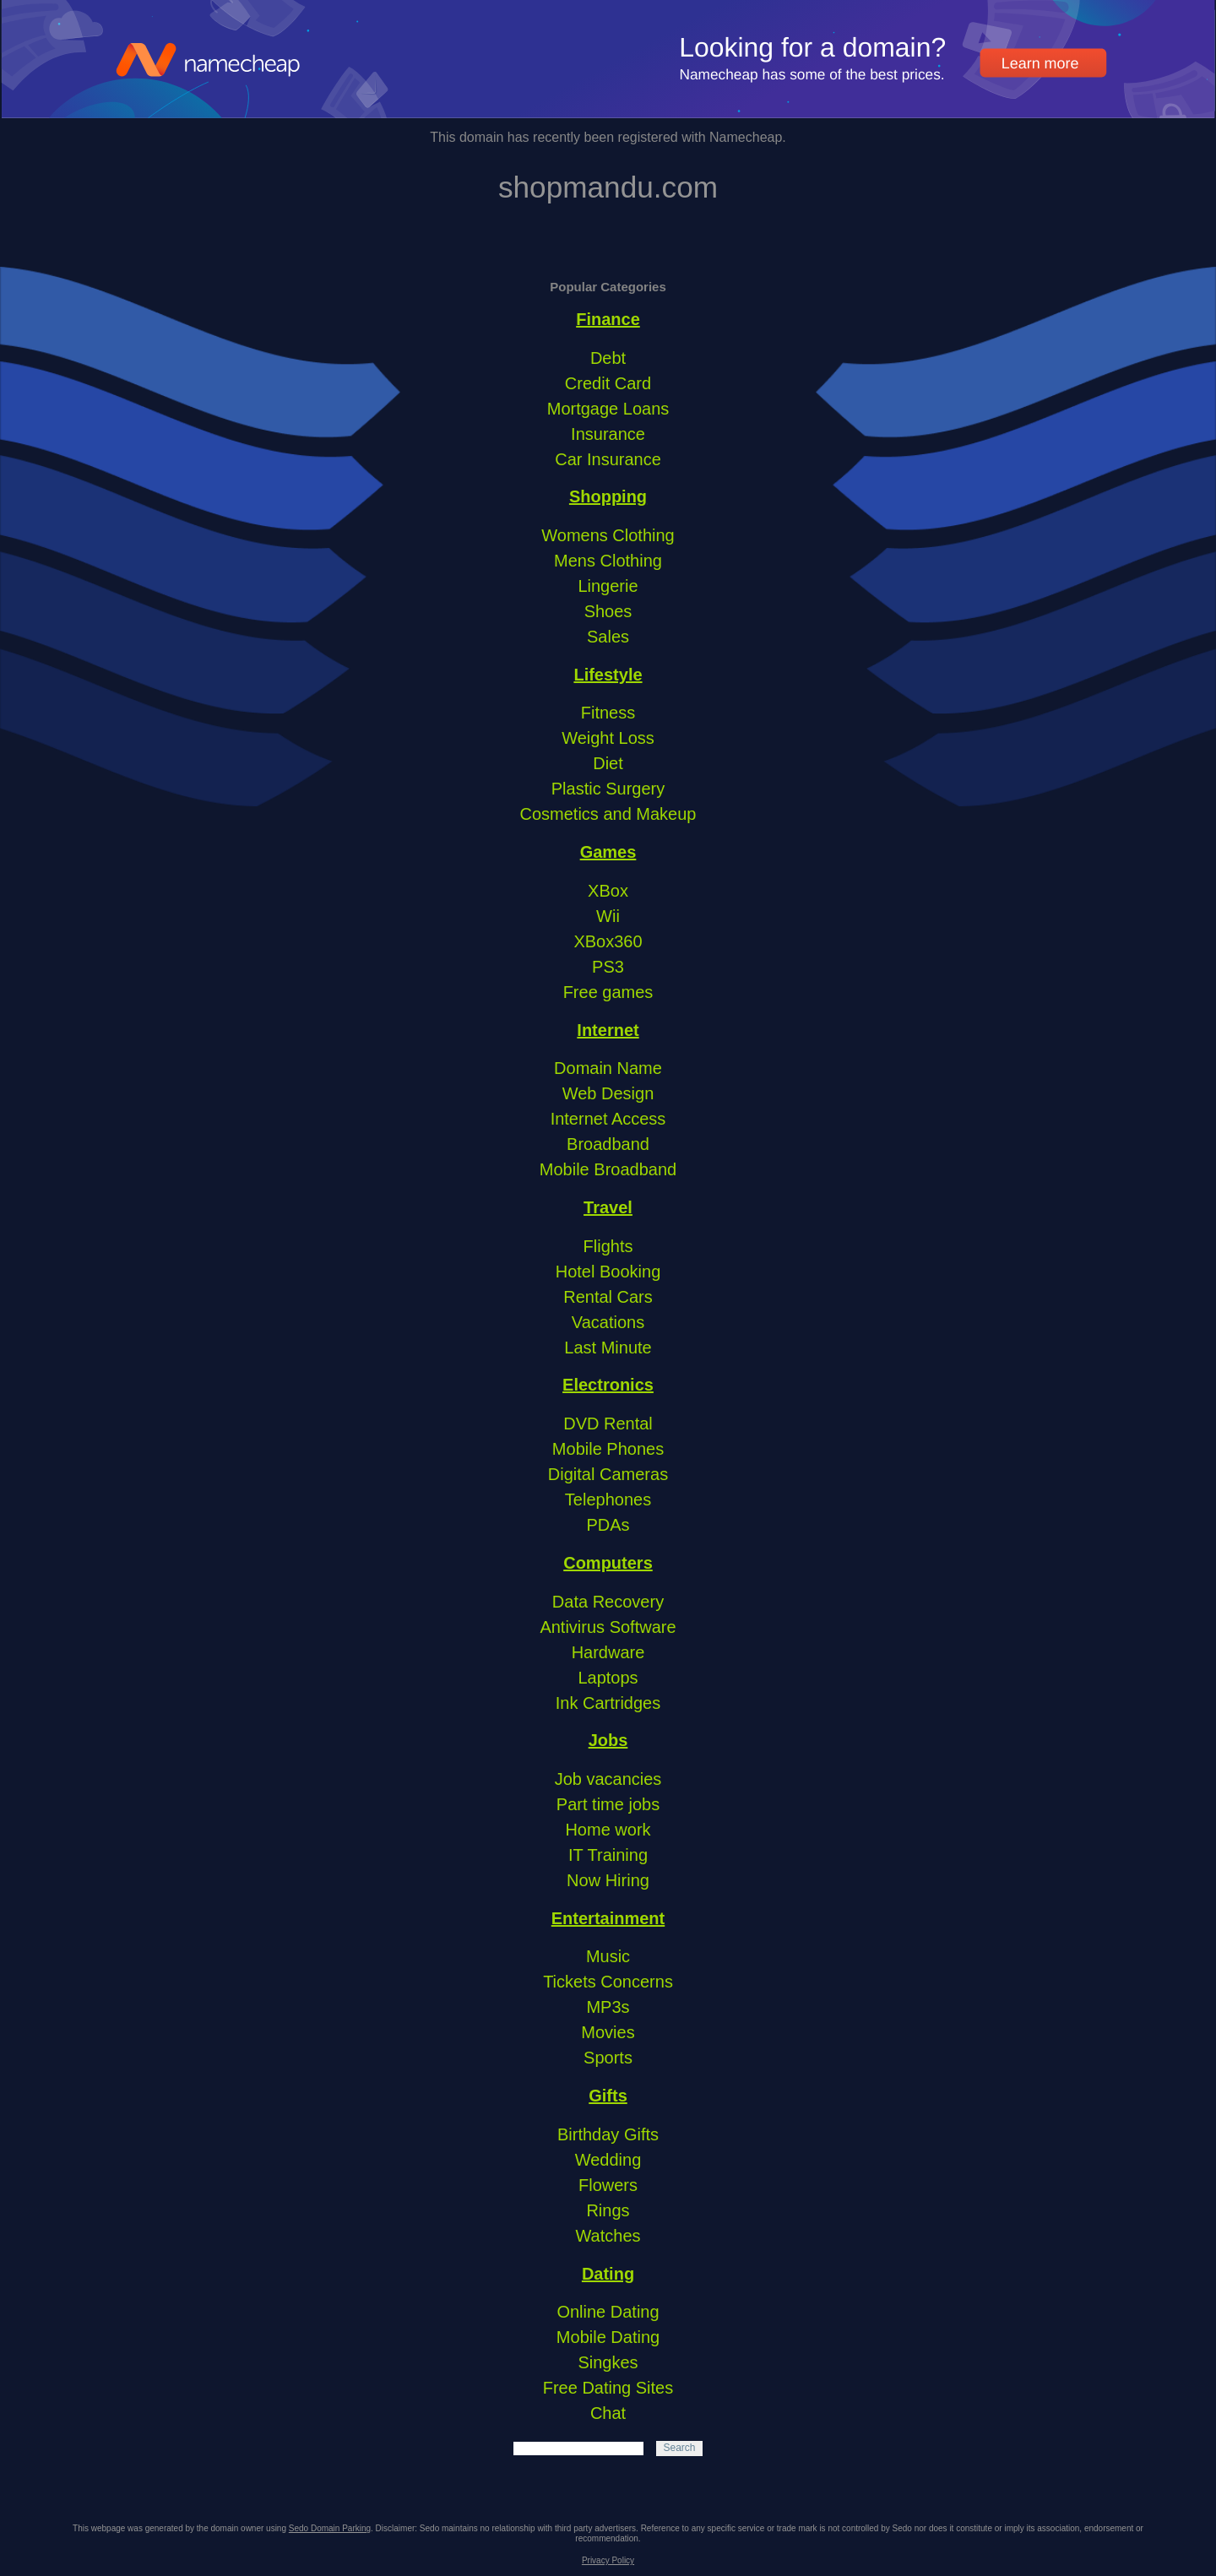 namecheap
Looking for a domain?
Namecheap has some of the best prices.
Learn more
This domain has recently been registered with Namecheap.
shopmandu.com
Popular Categories
Finance
Debt
Credit Card
Mortgage Loans
Insurance
Car Insurance
Shopping
Womens Clothing
Mens Clothing
Lingerie
Shoes
Sales
Lifestyle
Fitness
Weight Loss
Diet
Plastic Surgery
Cosmetics and Makeup
Games
XBox
Wii
XBox360
PS3
Free games
Internet
Domain Name
Web Design
Internet Access
Broadband
Mobile Broadband
Travel
Flights
Hotel Booking
Rental Cars
Vacations
Last Minute
Electronics
DVD Rental
Mobile Phones
Digital Cameras
Telephones
PDAs
Computers
Data Recovery
Antivirus Software
Hardware
Laptops
Ink Cartridges
Jobs
Job vacancies
Part time jobs
Home work
IT Training
Now Hiring
Entertainment
Music
Tickets Concerns
MP3s
Movies
Sports
Gifts
Birthday Gifts
Wedding
Flowers
Rings
Watches
Dating
Online Dating
Mobile Dating
Singkes
Free Dating Sites
Chat
Search
This webpage was generated by the domain owner using Sedo Domain Parking. Disclaimer: Sedo maintains no relationship with third party advertisers. Reference to any specific service or trade mark is not controlled by Sedo nor does it constitute or imply its association, endorsement or
recommendation.
Privacy Policy